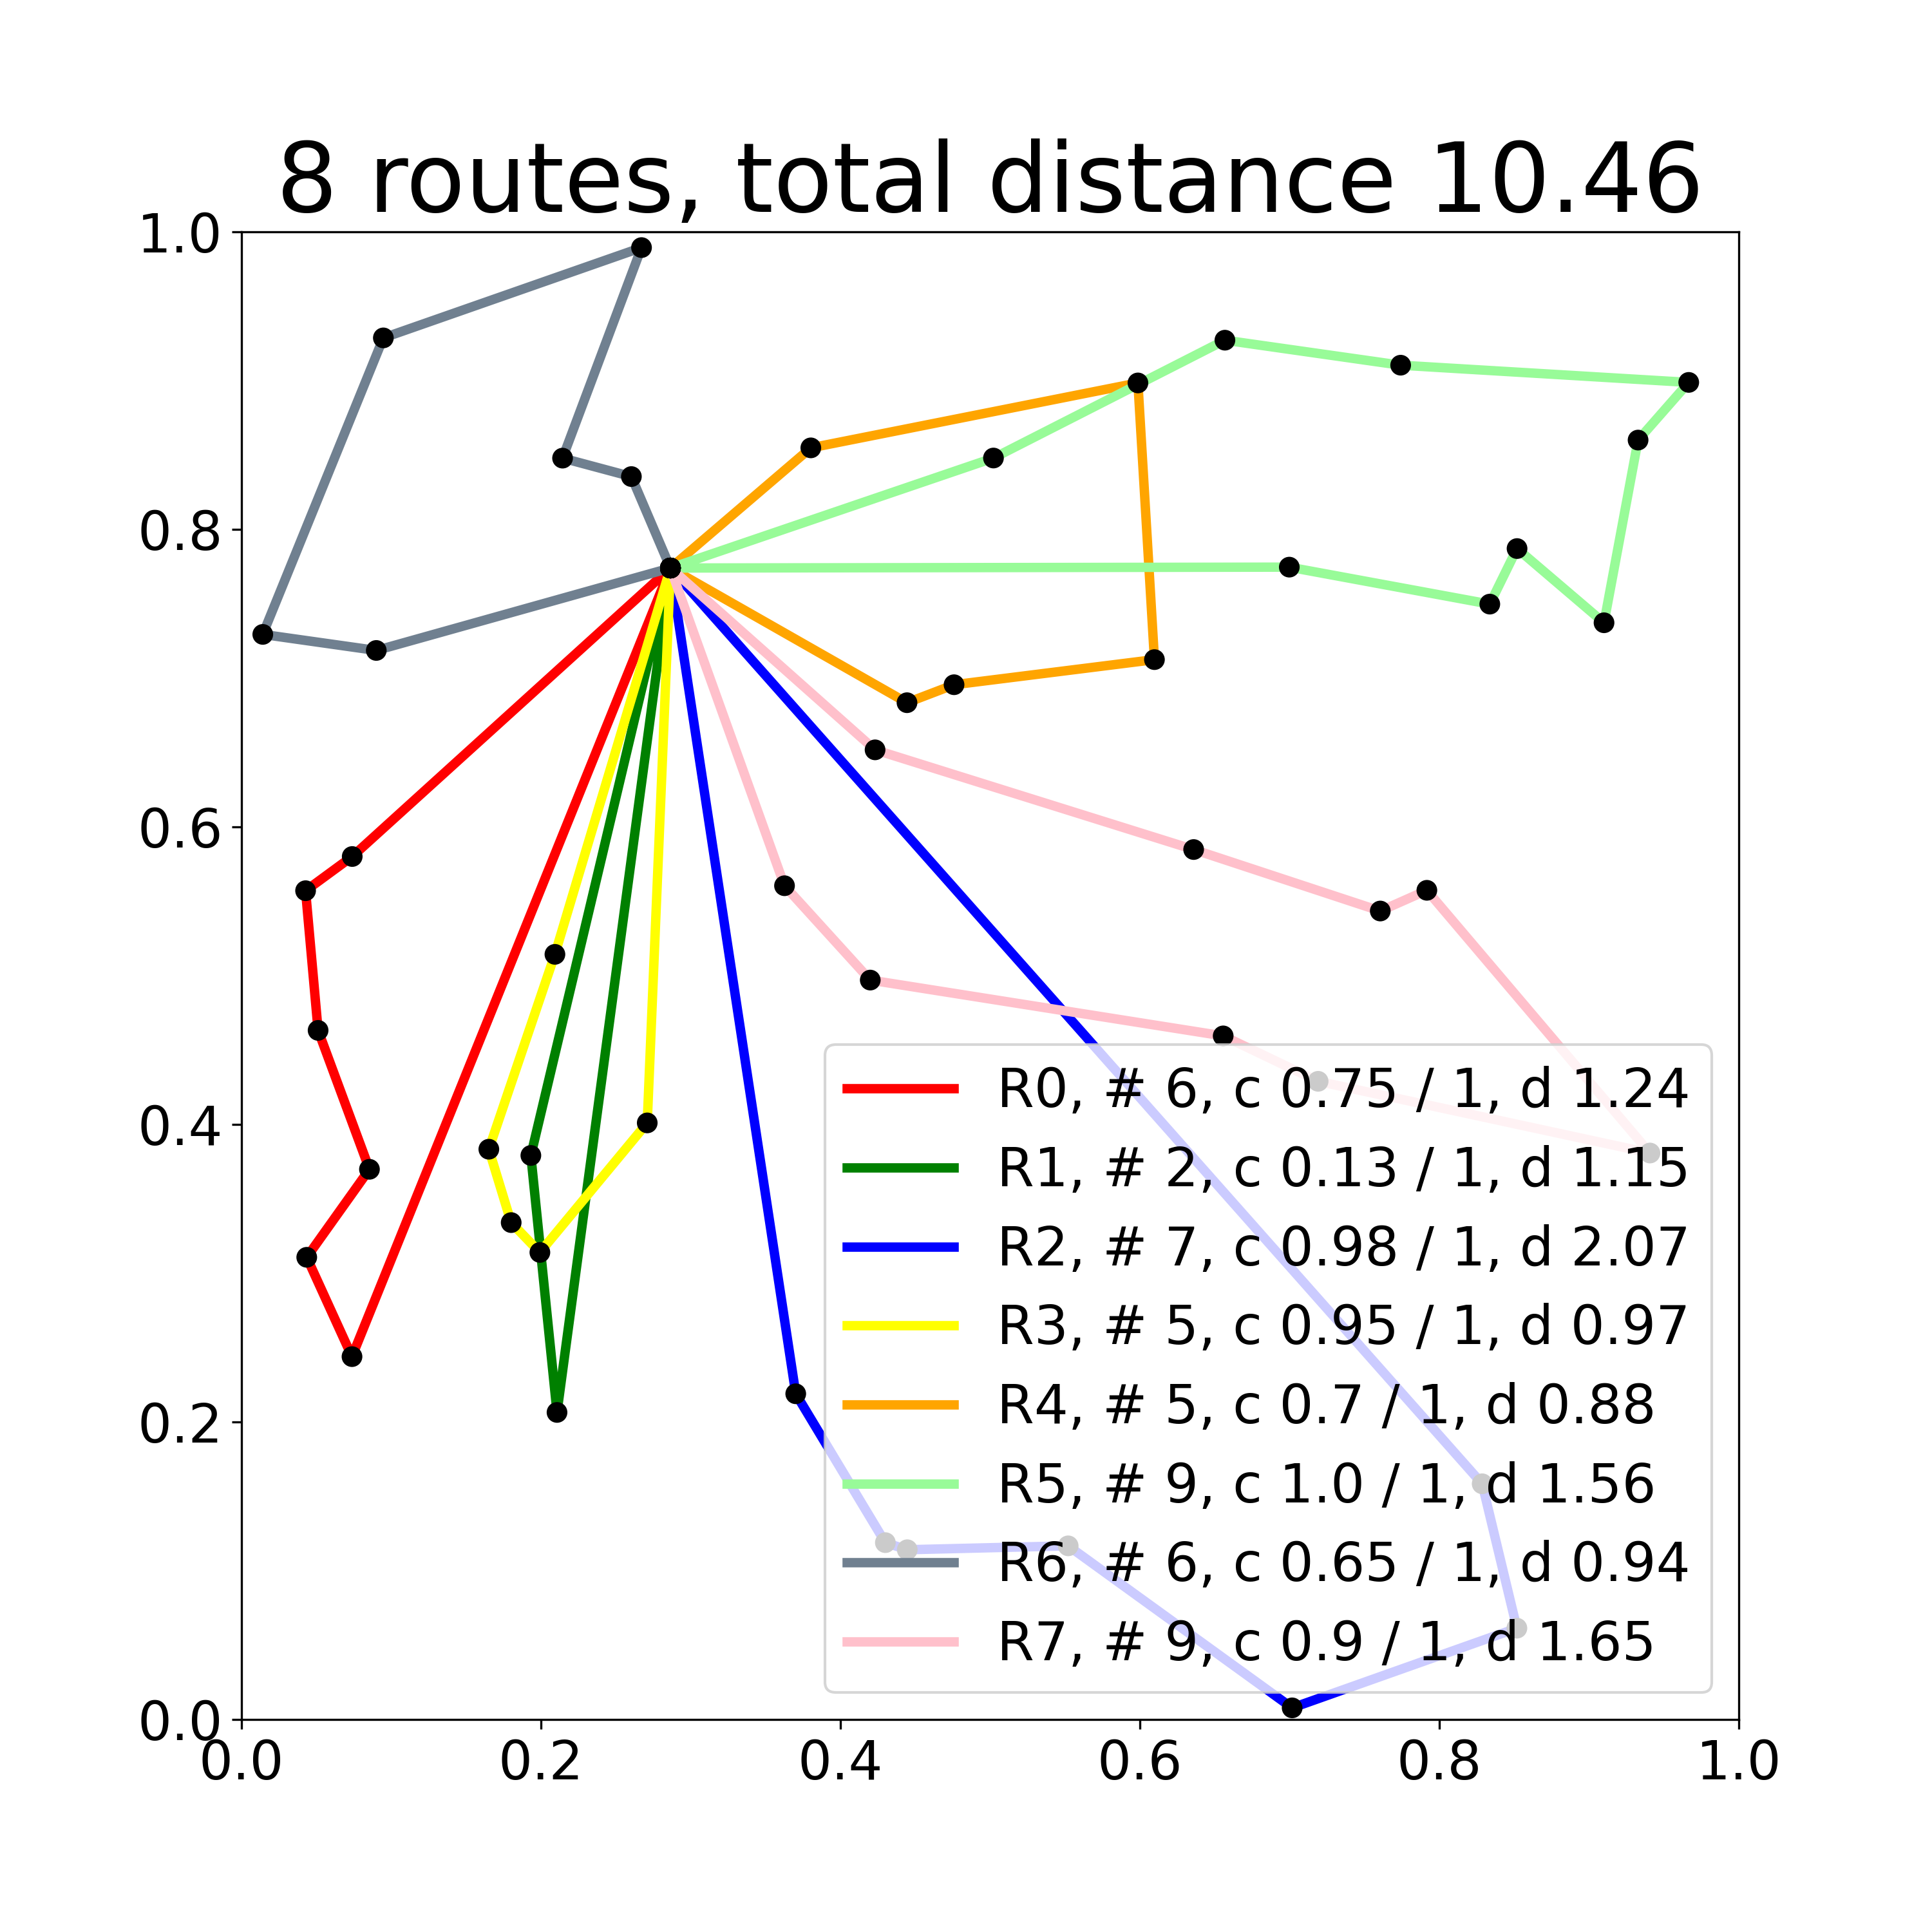 8 routes, total distance 10.46
1.0
0.8
0.6
0.4
0.2
0.0
0.0 0.2 0.4 0.6 0.8 1.0
R0, # 6, c 0.75 / 1, d 1.24
R1, # 2, c 0.13 / 1, d 1.15
R2, # 7, c 0.98 / 1, d 2.07
R3, # 5, c 0.95 / 1, d 0.97
R4, # 5, c 0.7 / 1, d 0.88
R5, # 9, c 1.0 / 1, d 1.56
R6, # 6, c 0.65 / 1, d 0.94
R7, # 9, c 0.9 / 1, d 1.65